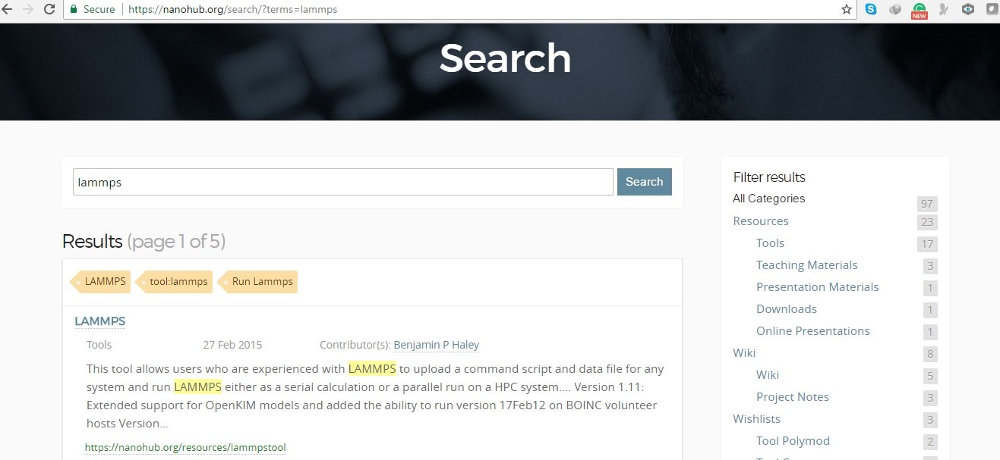 Secure https://nanohub.org/search/?terms=lammps
NEW
Search
lammps Search
Results (page 1 of 5)
LAMMPS tool:lammps Run Lammps
LAMMPS
Tools 27 Feb 2015 Contributor(s): Benjamin P Haley
This tool allows users who are experienced with LAMMPS to upload a command script and data file for any
system and run LAMMPS either as a serial calculation or a parallel run on a HPC system.... Version 1.11:
Extended support for OpenKIM models and added the ability to run version 17Feb12 on BOINC volunteer
hosts Version...
https://nanohub.org/resources/lammpstool
Filter results
All Categories 97
Resources 23
Tools 17
Teaching Materials 3
Presentation Materials 1
Downloads 1
Online Presentations 1
Wiki 8
Wiki 5
Project Notes 3
Wishlists 3
Tool Polymod 2